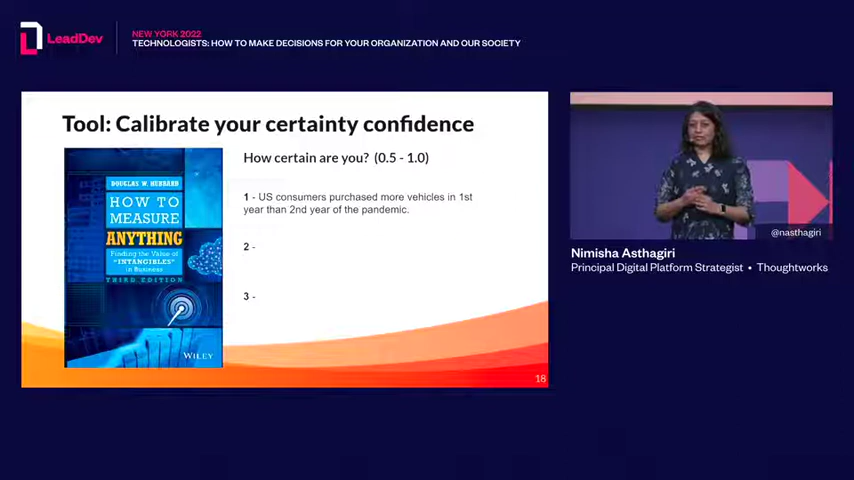 LeadDev
NEW YORK 2022
TECHNOLOGISTS: HOW TO MAKE DECISIONS FOR YOUR ORGANIZATION AND OUR SOCIETY
Tool: Calibrate your certainty confidence
DOUGLAS W. HUBBARD
HOW TO
MEASURE
ANYTHING
Finding the Value of
"INTANGIBLES"
in Business
THIRD EDITION
WILEY
How certain are you? (0.5 - 1.0)
1 - US consumers purchased more vehicles in 1st
year than 2nd year of the pandemic.
2 -
3 -
18
@nasthagiri
Nimisha Asthagiri
Principal Digital Platform Strategist • Thoughtworks